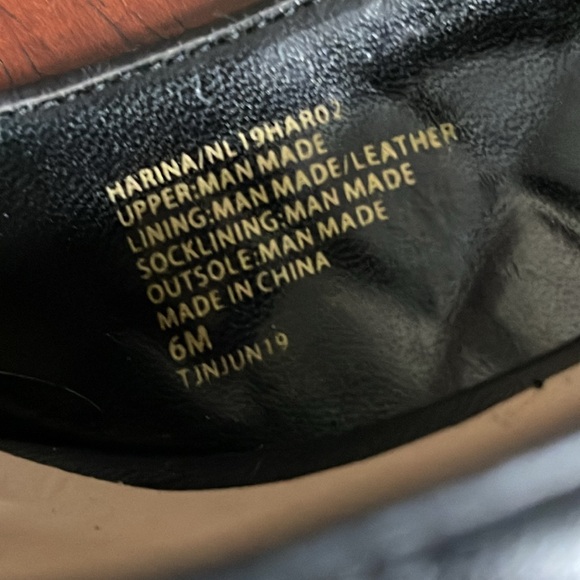 HARINA/NL19HAR02
UPPER:MAN MADE
LINING:MAN MADE/LEATHER
SOCKLINING:MAN MADE
OUTSOLE:MAN MADE
MADE IN CHINA
6M
TJNJUN19